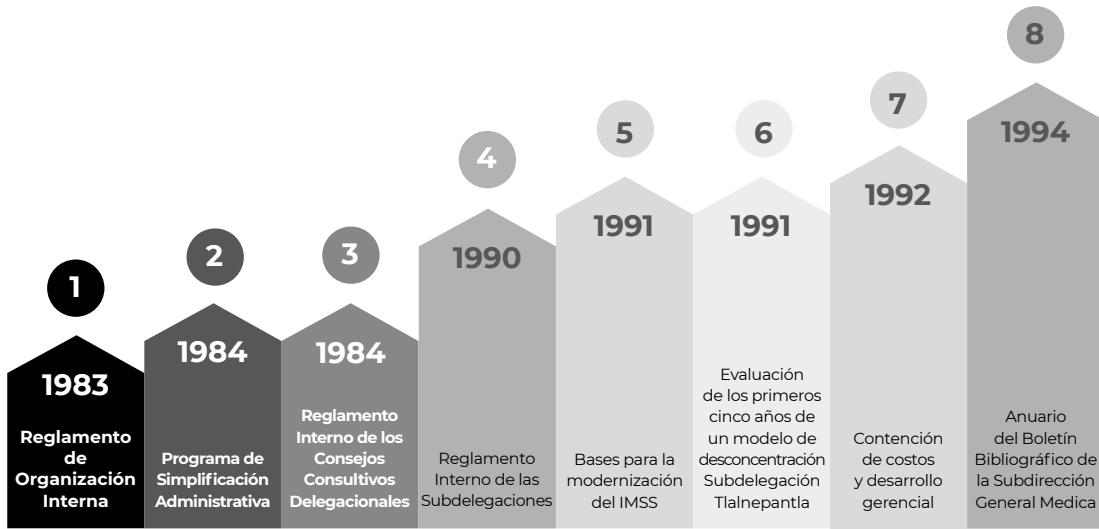 1
1983
Reglamento
de
Organización
Interna
2
1984
Programa de
Simplificación
Administrativa
3
1984
Reglamento
Interno de los
Consejos
Consultivos
Delegacionales
4
1990
Reglamento
Interno de las
Subdelegaciones
5
1991
Bases para la
modernización
del IMSS
6
1991
Evaluación
de los primeros
cinco años de
un modelo de
desconcentración
Subdelegación
Tlalnepantla
7
1992
Contención
de costos
y desarrollo
gerencial
8
1994
Anuario
del Boletín
Bibliográfico de
la Subdirección
General Medica